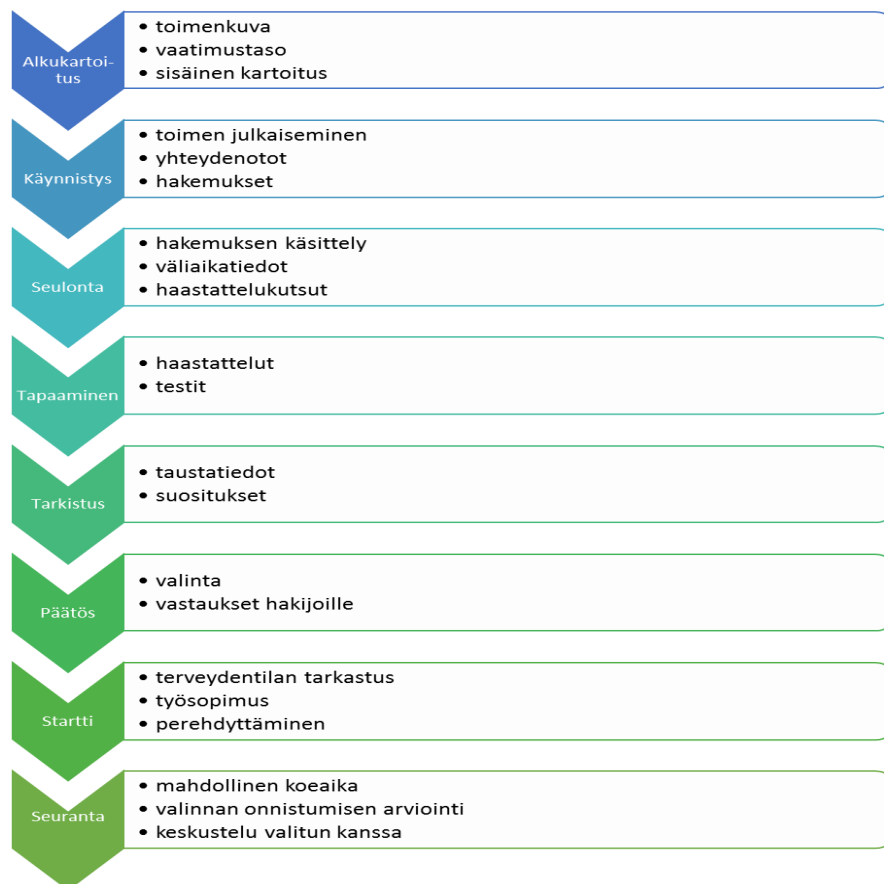 Alkukartoi-
tus
• toimenkuva
• vaatimustaso
• sisäinen kartoitus
Käynnistys
• toimen julkaiseminen
• yhteydenotot
• hakemukset
Seulonta
• hakemuksen käsittely
• väliaikatiedot
• haastattelukutsut
Tapaaminen
• haastattelut
• testit
Tarkistus
• taustatiedot
• suositukset
Päätös
• valinta
• vastaukset hakijoille
Startti
• terveydentilan tarkastus
• työsopimus
• perehdyttäminen
Seuranta
• mahdollinen koeaika
• valinnan onnistumisen arviointi
• keskustelu valitun kanssa